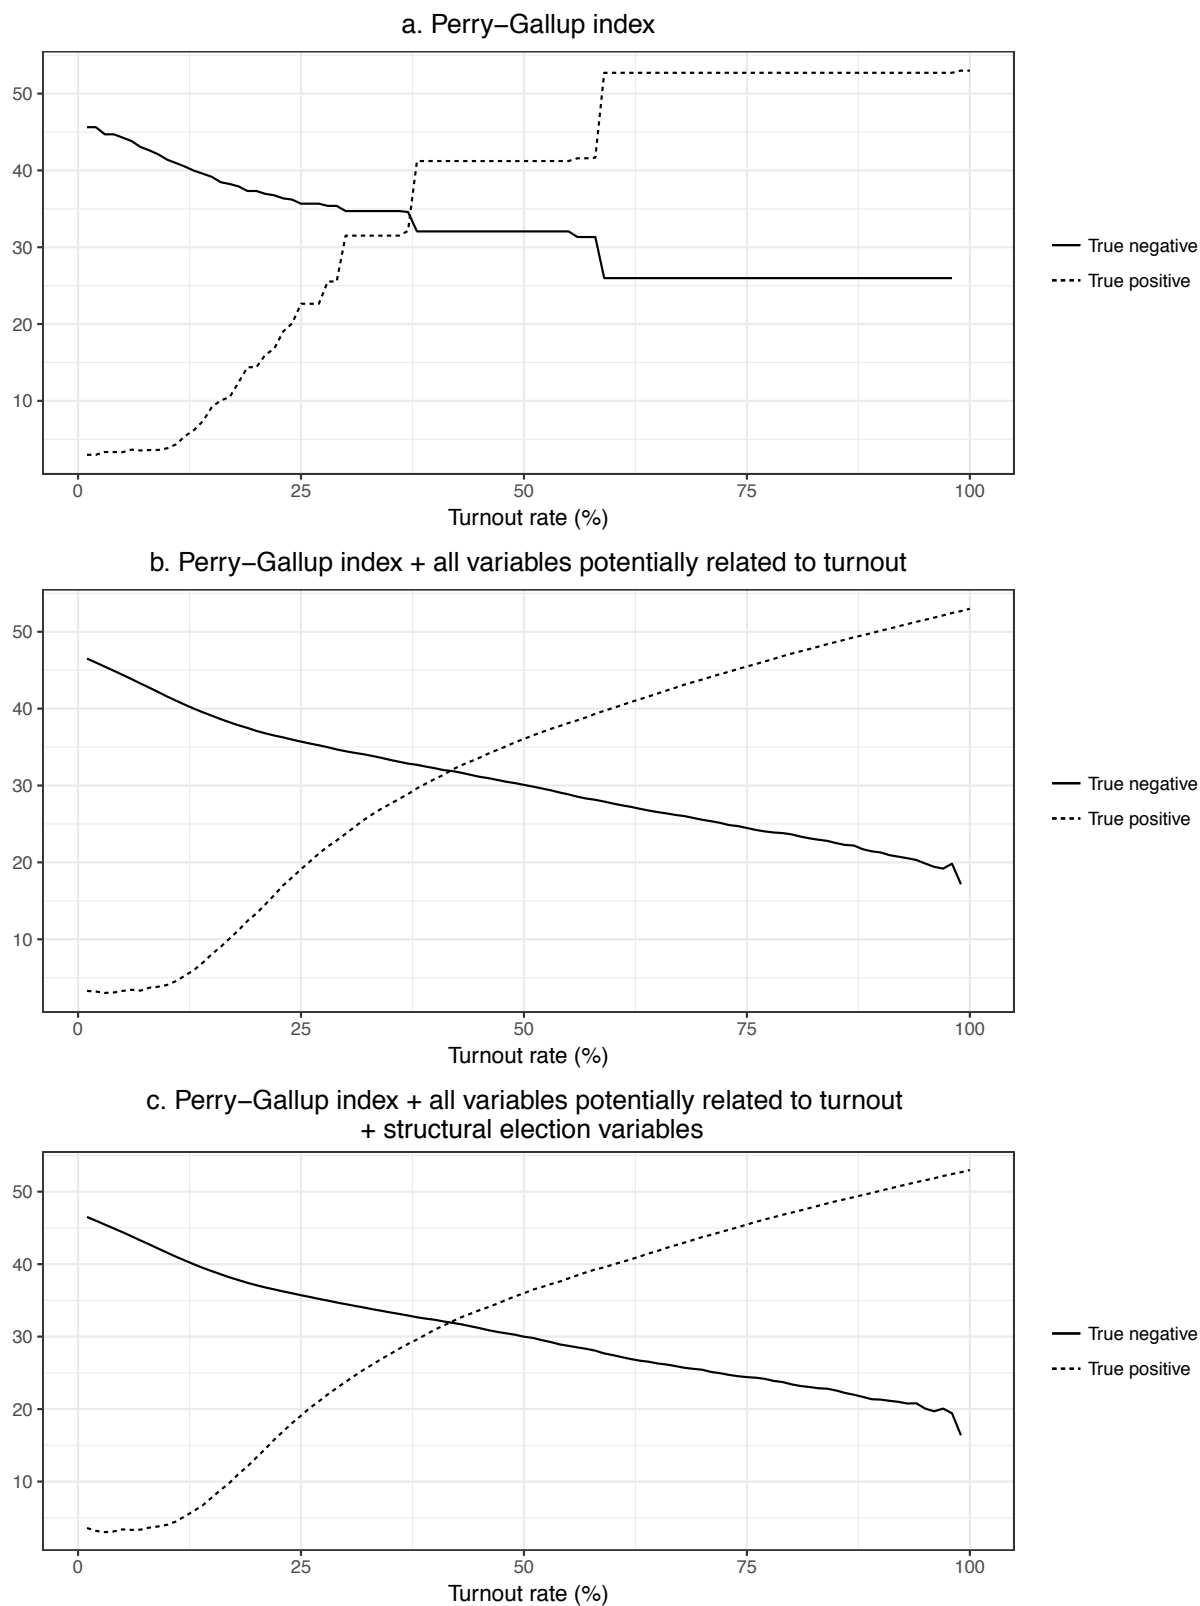 a. Perry−Gallup index
50
40
30
20
10
0 25 50 75 100
Turnout rate (%)
True negative
True positive
b. Perry−Gallup index + all variables potentially related to turnout
50
40
30
20
10
0 25 50 75 100
Turnout rate (%)
True negative
True positive
c. Perry−Gallup index + all variables potentially related to turnout
+ structural election variables
50
40
30
20
10
0 25 50 75 100
Turnout rate (%)
True negative
True positive